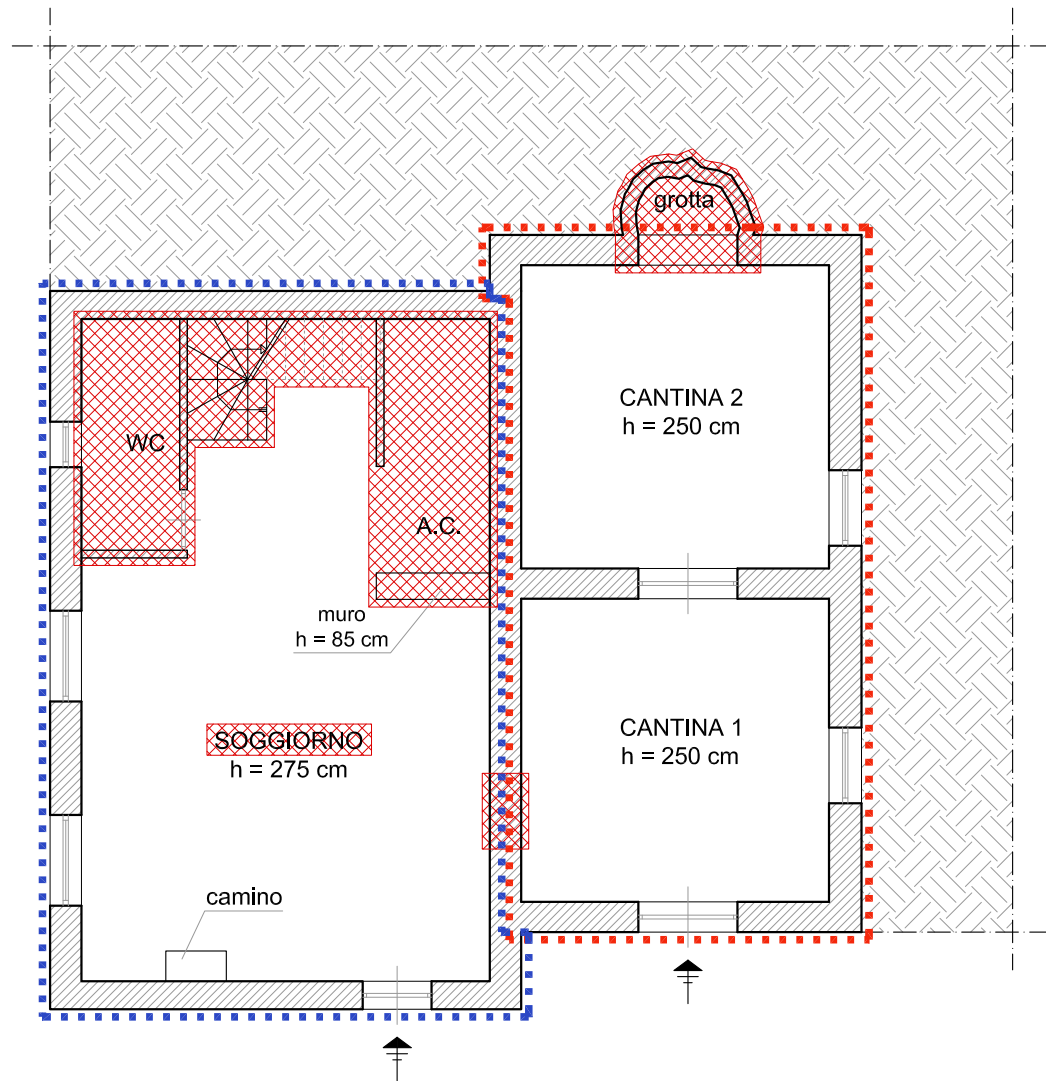 grotta
CANTINA 2
h = 250 cm
WC
A.C.
muro
h = 85 cm
SOGGIORNO
h = 275 cm
CANTINA 1
h = 250 cm
camino